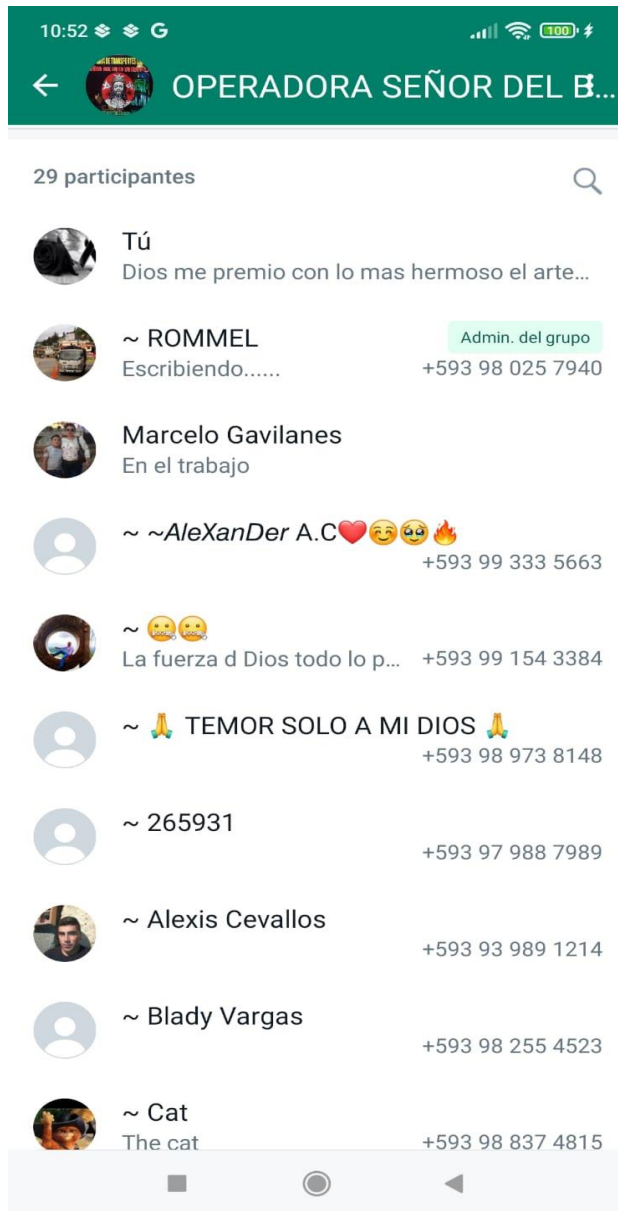 10:52 G 100
OPERADORA SEÑOR DEL B...
29 participantes
Tú
Dios me premio con lo mas hermoso el arte...
~ ROMMEL Admin. del grupo
Escribiendo...... +593 98 025 7940
Marcelo Gavilanes
En el trabajo
~ ~AleXanDer A.C❤️☺️🥹🔥
+593 99 333 5663
~ 🤐🤐
La fuerza d Dios todo lo p... +593 99 154 3384
~ 🙏 TEMOR SOLO A MI DIOS 🙏
+593 98 973 8148
~ 265931
+593 97 988 7989
~ Alexis Cevallos
+593 93 989 1214
~ Blady Vargas
+593 98 255 4523
~ Cat
The cat +593 98 837 4815